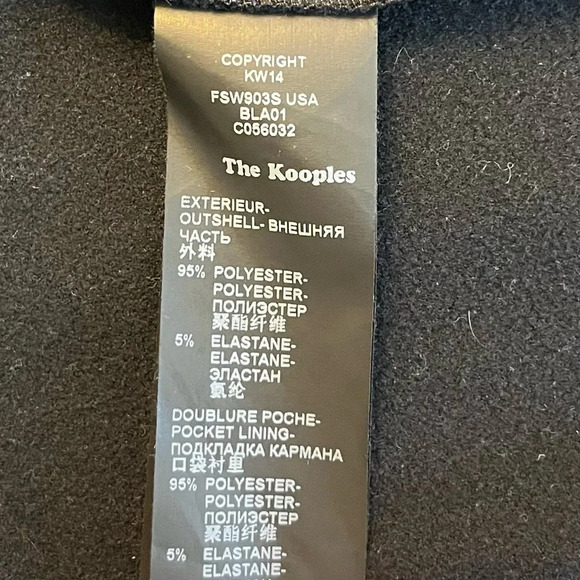 COPYRIGHT
KW14
FSW903S USA
BLA01
C056032
The Kooples
EXTERIEUR-
OUTSHELL- ВНЕШНЯЯ
ЧАСТЬ
外料
95% POLYESTER-
POLYESTER-
ПОЛИЭСТЕР
聚酯纤维
5% ELASTANE-
ELASTANE-
ЭЛАСТАН
氨纶
DOUBLURE POCHE-
POCKET LINING-
ПОДКЛАДКА КАРМАНА
口袋衬里
95% POLYESTER-
POLYESTER-
ПОЛИЭСТЕР
聚酯纤维
5% ELASTANE-
ELASTANE-